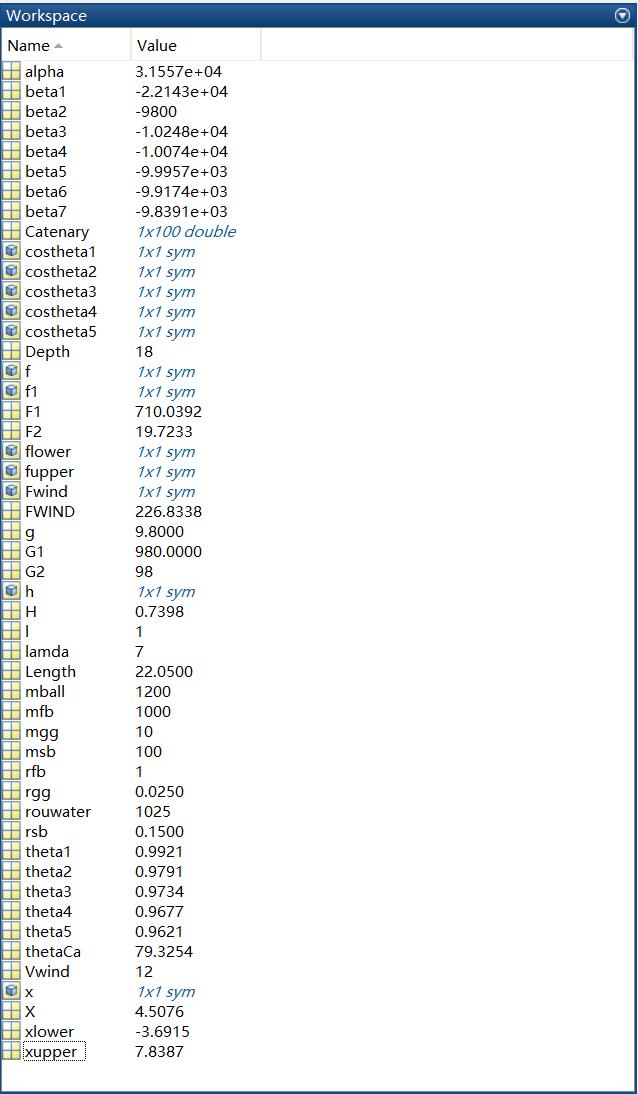 Workspace
Name Value
alpha 3.1557e+04
beta1 -2.2143e+04
beta2 -9800
beta3 -1.0248e+04
beta4 -1.0074e+04
beta5 -9.9957e+03
beta6 -9.9174e+03
beta7 -9.8391e+03
Catenary 1x100 double
costheta1 1x1 sym
costheta2 1x1 sym
costheta3 1x1 sym
costheta4 1x1 sym
costheta5 1x1 sym
Depth 18
f 1x1 sym
f1 1x1 sym
F1 710.0392
F2 19.7233
flower 1x1 sym
fupper 1x1 sym
Fwind 1x1 sym
FWIND 226.8338
g 9.8000
G1 980.0000
G2 98
h 1x1 sym
H 0.7398
l 1
lamda 7
Length 22.0500
mball 1200
mfb 1000
mgg 10
msb 100
rfb 1
rgg 0.0250
rouwater 1025
rsb 0.1500
theta1 0.9921
theta2 0.9791
theta3 0.9734
theta4 0.9677
theta5 0.9621
thetaCa 79.3254
Vwind 12
x 1x1 sym
X 4.5076
xlower -3.6915
xupper 7.8387